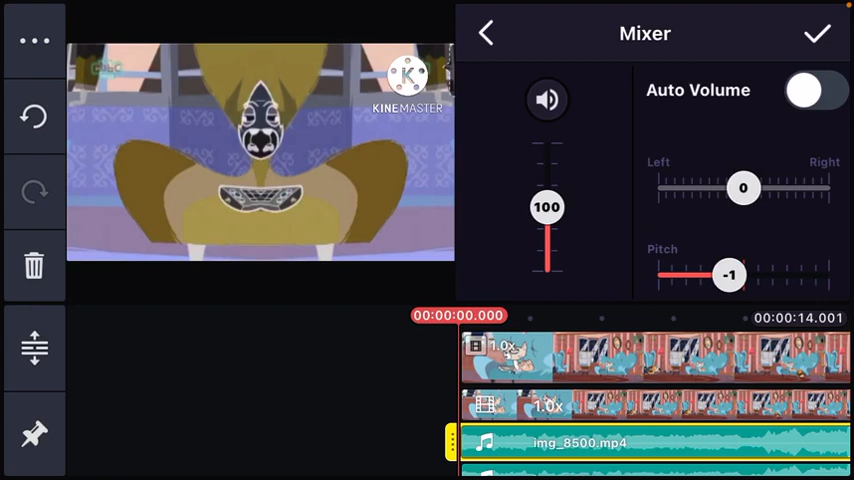 Mixer
K
KINEMASTER
Auto Volume
Left
Right
0
100
Pitch
-1
00:00:00.000
00:00:14.001
1.0x
1.0x
img_8500.mp4